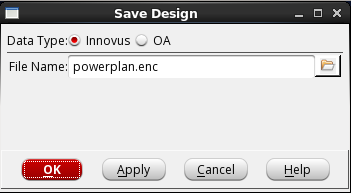 Save Design
Data Type: Innovus OA
File Name: powerplan.enc
OK Apply Cancel Help